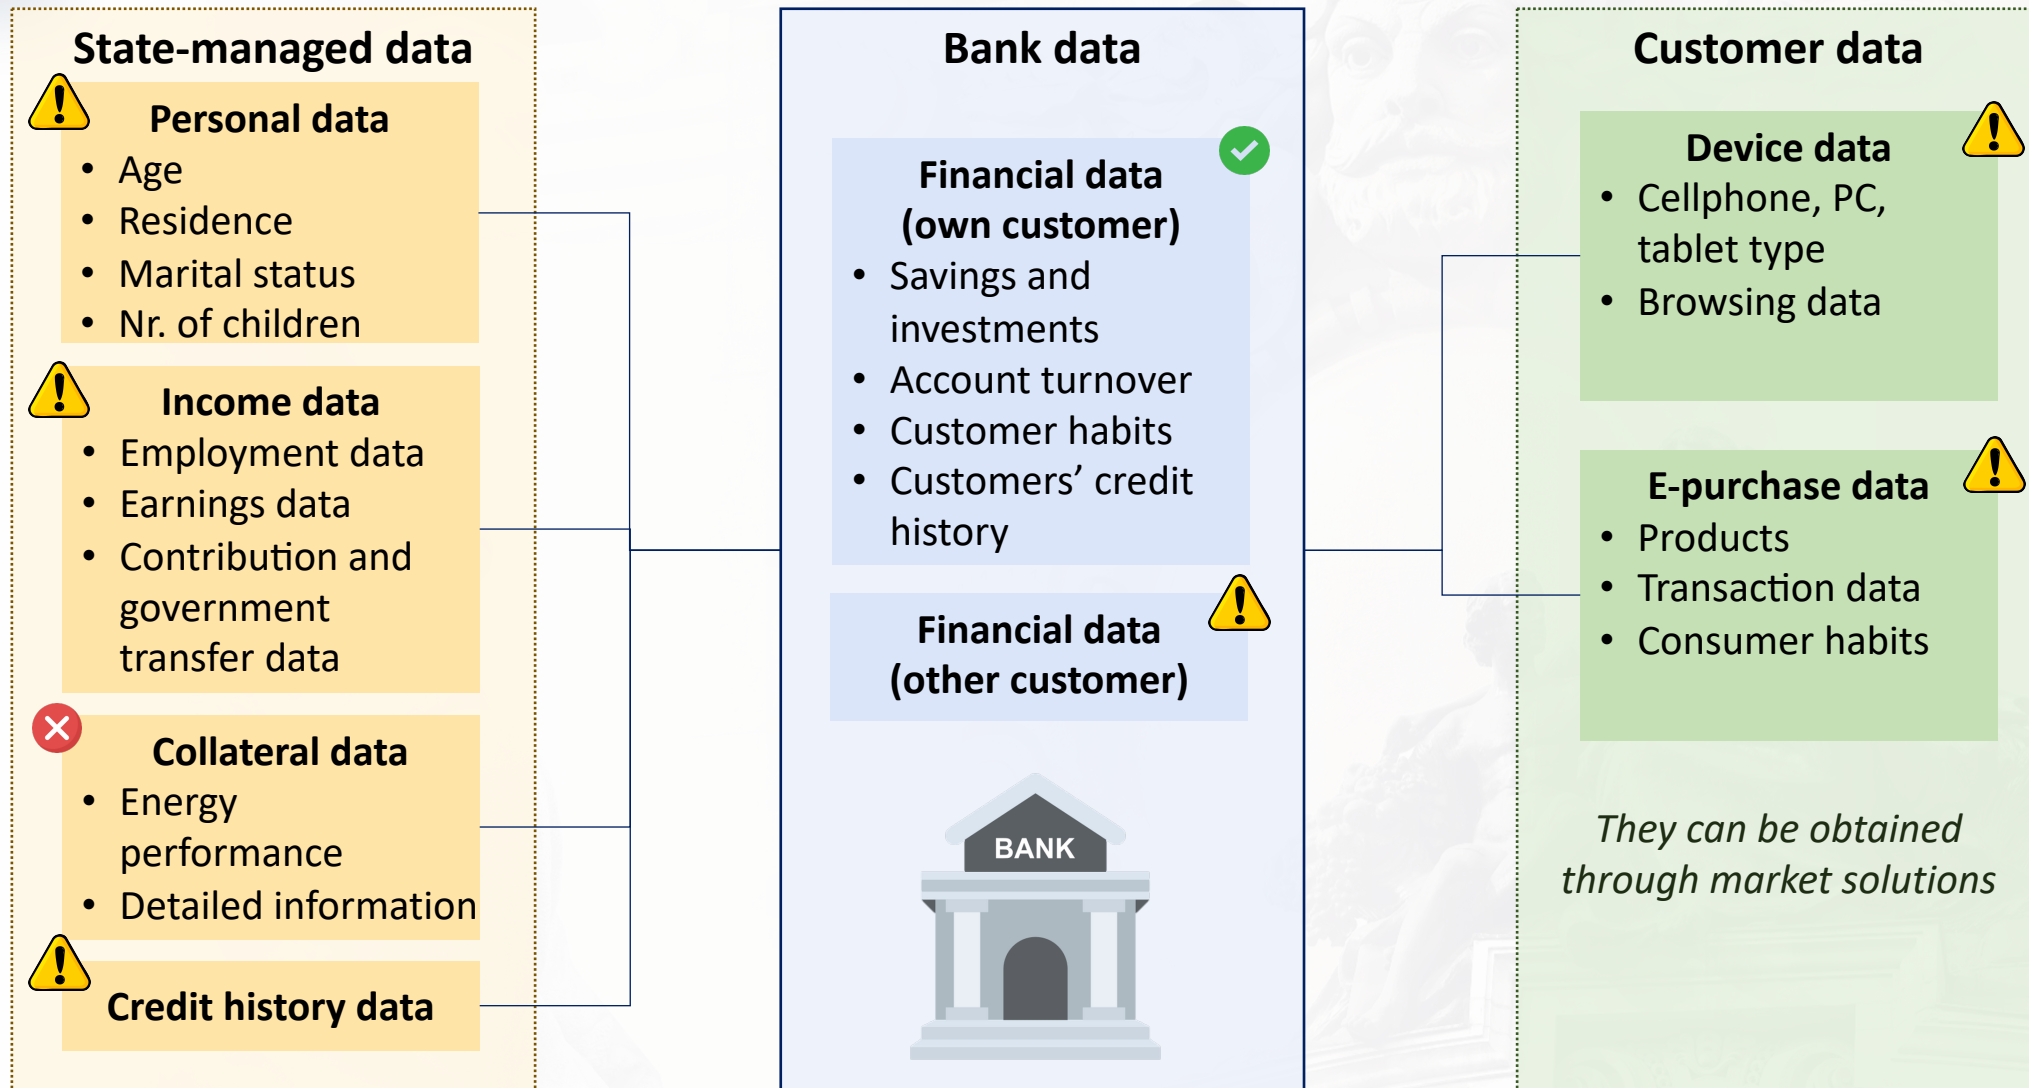 State-managed data
Personal data
• Age
• Residence
• Marital status
• Nr. of children
Income data
• Employment data
• Earnings data
• Contribution and
government
transfer data
Collateral data
• Energy
performance
• Detailed information
Credit history data
Bank data
Financial data
(own customer)
• Savings and
investments
• Account turnover
• Customer habits
• Customers’ credit
history
Financial data
(other customer)
BANK
Customer data
Device data
• Cellphone, PC,
tablet type
• Browsing data
E-purchase data
• Products
• Transaction data
• Consumer habits
They can be obtained
through market solutions